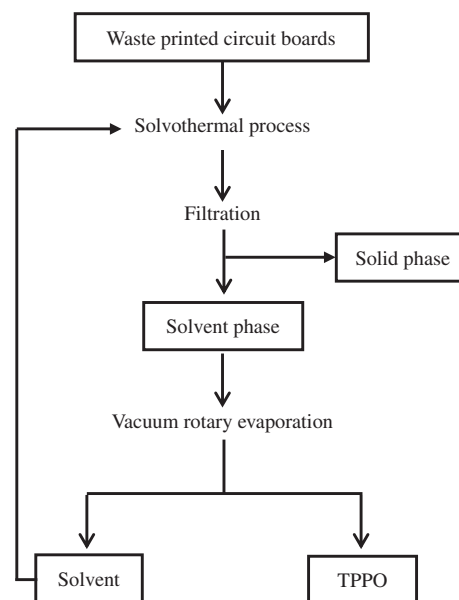 Waste printed circuit boards
Solvothermal process
Filtration
Solid phase
Solvent phase
Vacuum rotary evaporation
Solvent
TPPO